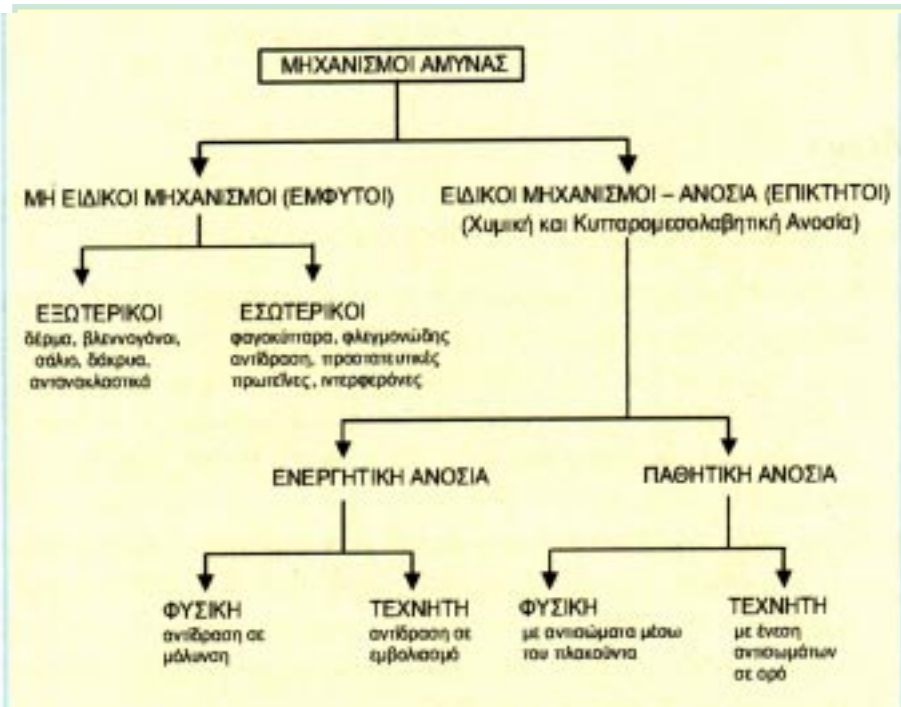 ΜΗΧΑΝΙΣΜΟΙ ΑΜΥΝΑΣ
ΜΗ ΕΙΔΙΚΟΙ ΜΗΧΑΝΙΣΜΟΙ (ΕΜΦΥΤΟΙ)
ΕΙΔΙΚΟΙ ΜΗΧΑΝΙΣΜΟΙ – ΑΝΟΣΙΑ (ΕΠΙΚΤΗΤΟΙ)
(Χυμική και Κυτταρομεσολαβητική Ανοσία)
ΕΞΩΤΕΡΙΚΟΙ
δέρμα, βλεννογόνοι,
σάλιο, δάκρυα,
αντανακλαστικά
ΕΣΩΤΕΡΙΚΟΙ
φαγοκύτταρα, φλεγμονώδης
αντίδραση, προστατευτικές
πρωτεΐνες, ιντερφερόνες
ΕΝΕΡΓΗΤΙΚΗ ΑΝΟΣΙΑ
ΠΑΘΗΤΙΚΗ ΑΝΟΣΙΑ
ΦΥΣΙΚΗ
αντίδραση σε
μόλυνση
ΤΕΧΝΗΤΗ
αντίδραση σε
εμβολιασμό
ΦΥΣΙΚΗ
με αντισώματα μέσω
του πλακούντα
ΤΕΧΝΗΤΗ
με ένεση
αντισωμάτων
σε ορό